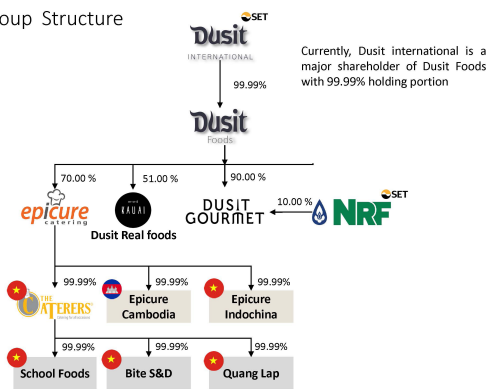 oup Structure
SET
Dusit
INTERNATIONAL
Currently, Dusit international is a
major shareholder of Dusit Foods
with 99.99% holding portion
99.99%
Dusit
Foods
70.00 %
51.00 %
90.00 %
epicure
catering
KAUAI
Dusit Real foods
DUSIT
GOURMET
10.00 %
NRF
SET
99.99%
99.99%
99.99%
THE
CATERERS
Epicure
Cambodia
Epicure
Indochina
99.99%
99.99%
99.99%
School Foods
Bite S&D
Quang Lap